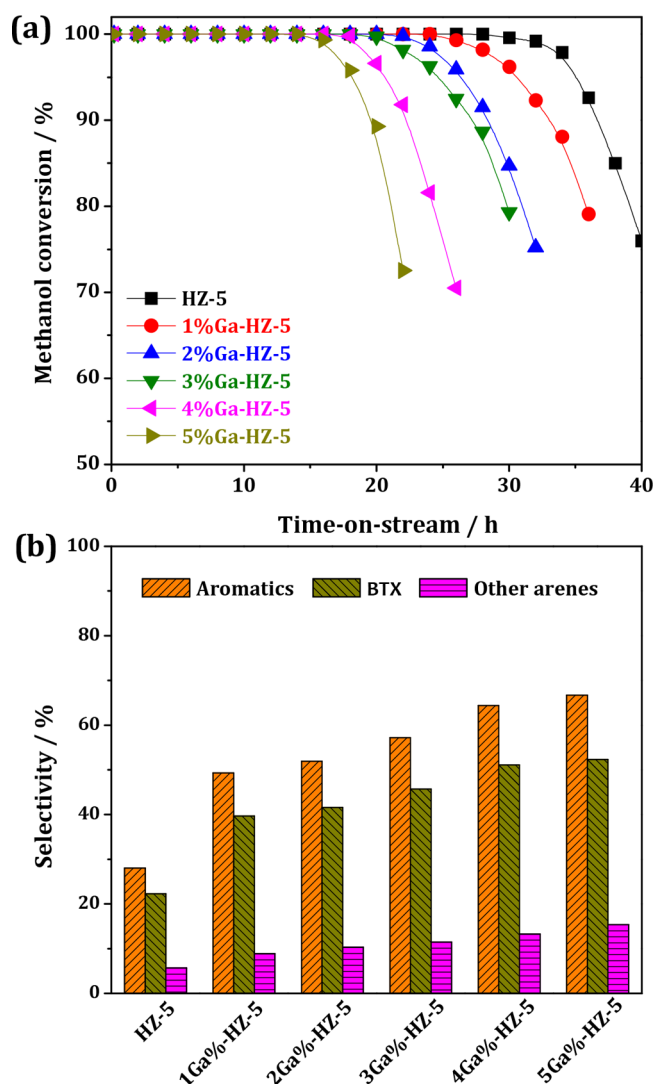 (a)
100
90
80
70
60
50
Methanol conversion / %
HZ-5
1%Ga-HZ-5
2%Ga-HZ-5
3%Ga-HZ-5
4%Ga-HZ-5
5%Ga-HZ-5
0 10 20 30 40
Time-on-stream / h
(b)
100
80
60
40
20
0
Selectivity / %
Aromatics BTX Other arenes
HZ-5 1Ga%-HZ-5 2Ga%-HZ-5 3Ga%-HZ-5 4Ga%-HZ-5 5Ga%-HZ-5